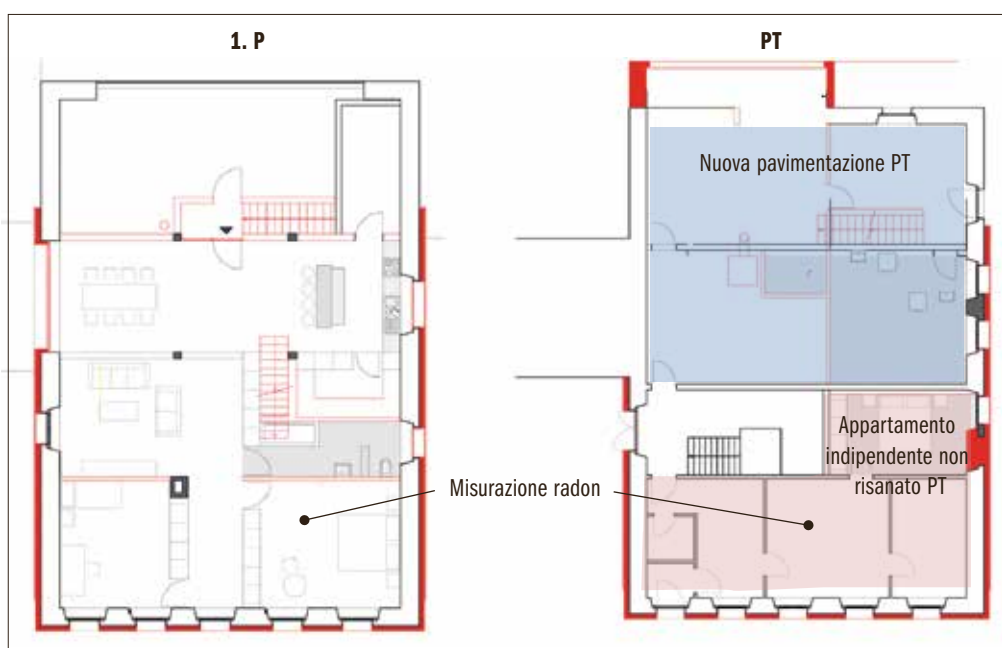 1. P
PT
Nuova pavimentazione PT
Appartamento
indipendente non
risanato PT
Misurazione radon